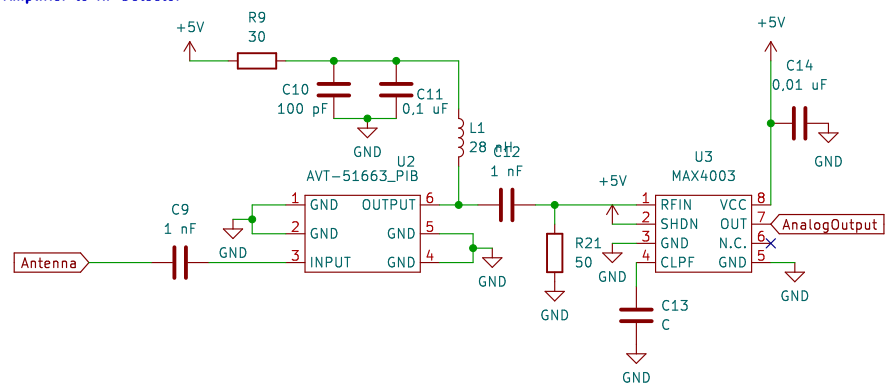 +5V
R9
30
C10
100 pF
C11
0,1 uF
GND
L1
28 nH
C12
1 nF
U2
AVT-51663_PIB
1 GND
2 GND
3 INPUT
OUTPUT 6
GND 5
GND 4
GND
GND
C9
1 nF
Antenna
+5V
R21
50
GND
U3
MAX4003
1 RFIN
2 SHDN
3 GND
4 CLPF
VCC 8
OUT 7
N.C. 6
GND 5
GND
C13
C
GND
+5V
C14
0,01 uF
GND
AnalogOutput
GND